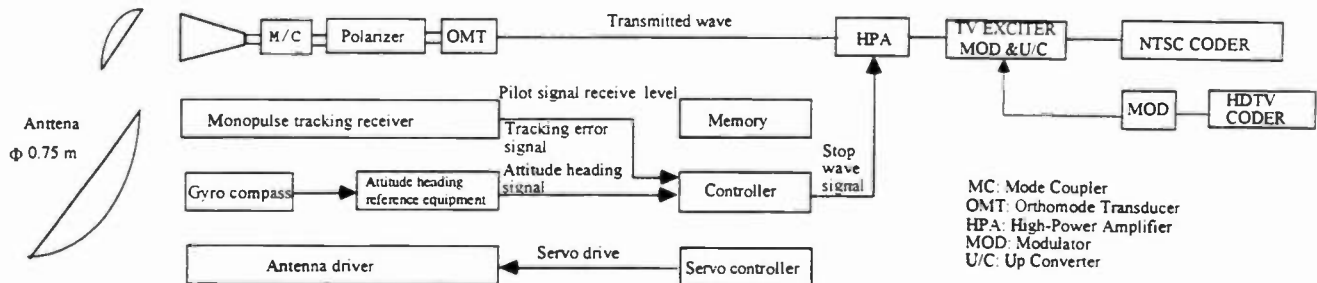 Transmitted wave
M/C
Polarizer
OMT
HPA
TV EXCITER
MOD &U/C
NTSC CODER
Pilot signal receive level
Anttena
Φ 0.75 m
Monopulse tracking receiver
Memory
MOD
HDTV
CODER
Tracking error
signal
Stop
wave
signal
Attitude heading
signal
Gyro compass
Attitude heading
reference equipment
Controller
MC: Mode Coupler
OMT: Orthomode Transducer
HPA: High-Power Amplifier
MOD: Modulator
U/C: Up Converter
Servo drive
Antenna driver
Servo controller